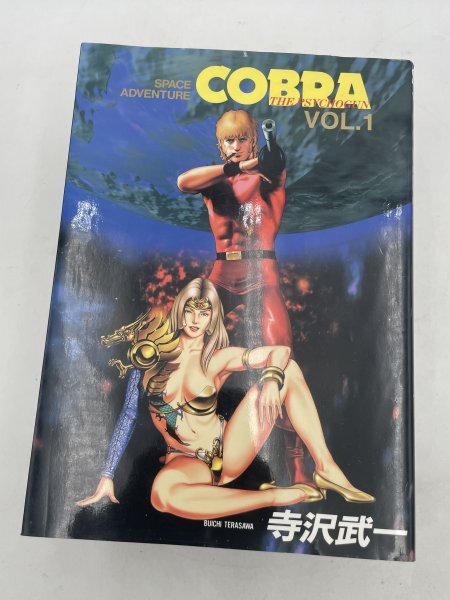 SPACE
ADVENTURE
COBRA
THE PSYCHOGUN
VOL.1
BUICHI TERASAWA
寺沢武一